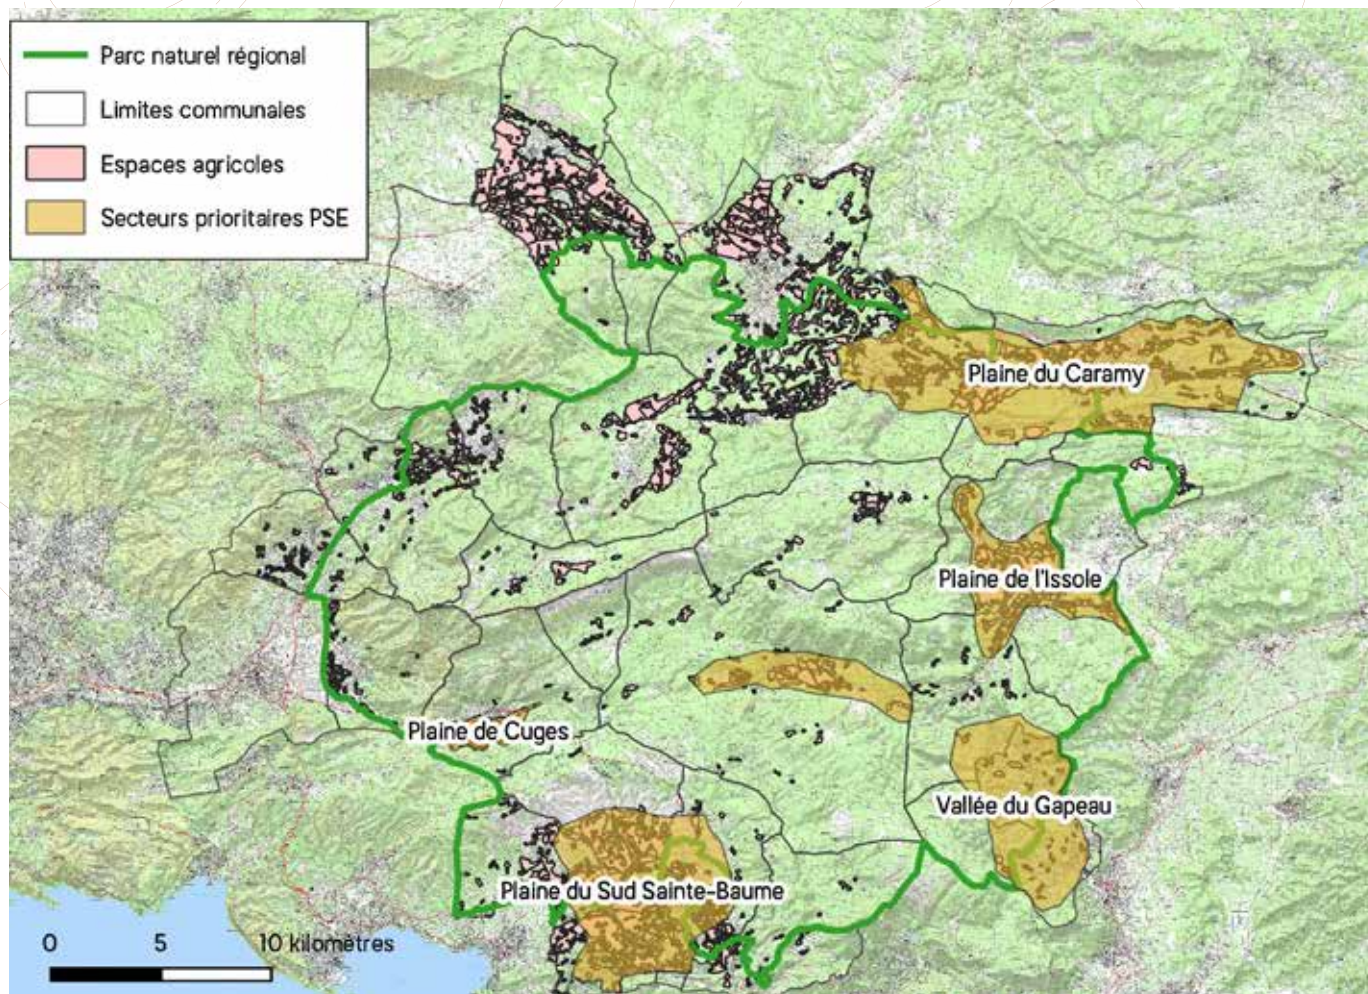 Parc naturel régional
Limites communales
Espaces agricoles
Secteurs prioritaires PSE
Plaine du Caramy
Plaine de l'Issole
Plaine de Cuges
Vallée du Gapeau
Plaine du Sud Sainte-Baume
0 5 10 kilomètres